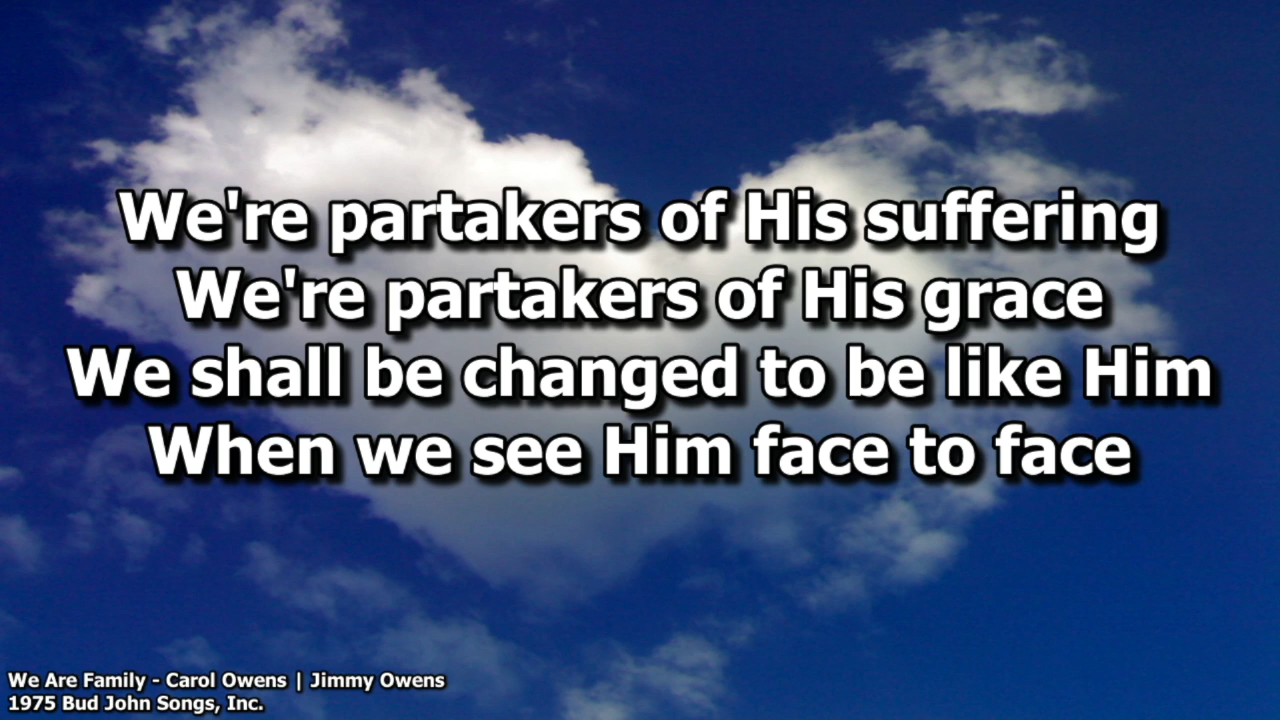 We're partakers of His suffering
We're partakers of His grace
We shall be changed to be like Him
When we see Him face to face
We Are Family - Carol Owens | Jimmy Owens
1975 Bud John Songs, Inc.